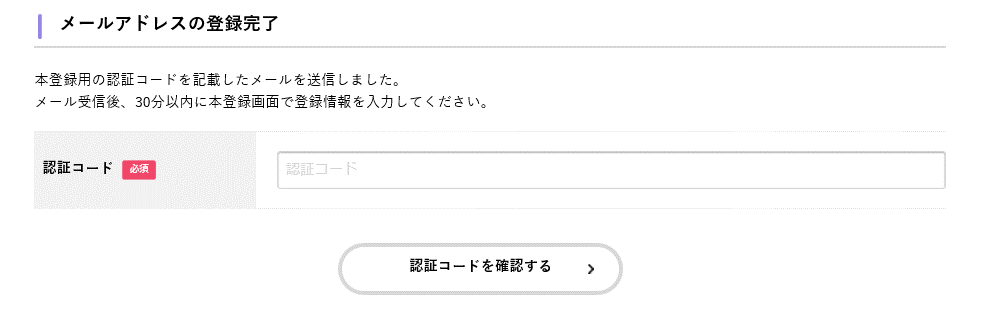 メールアドレスの登録完了
本登録用の認証コードを記載したメールを送信しました。
メール受信後、30分以内に本登録画面で登録情報を入力してください。
認証コード 必須
認証コード
認証コードを確認する